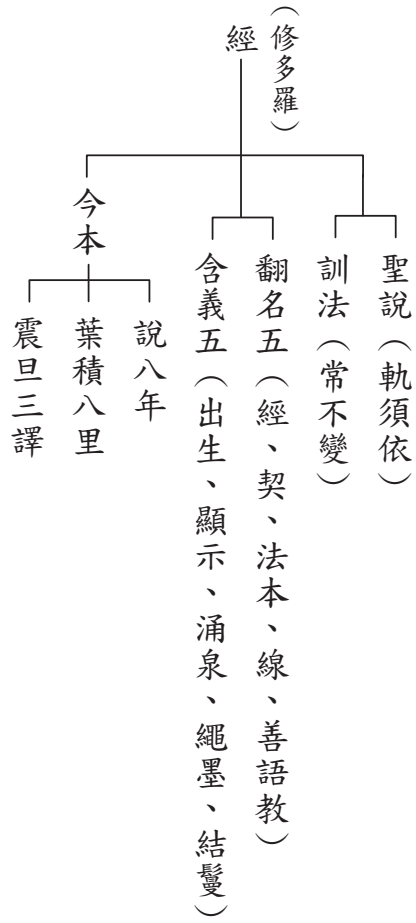 經（修多羅）
聖說（軌須依）
訓法（常不變）
翻名五（經、契、法本、線、善語教）
含義五（出生、顯示、涌泉、繩墨、結鬘）
今本
說八年
葉積八里
震旦三譯